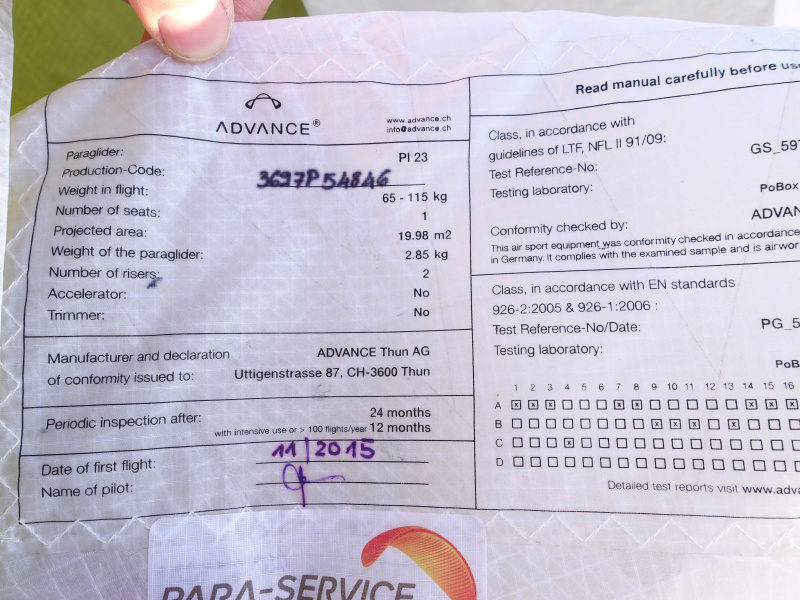 ADVANCE®
www.advance.ch
info@advance.ch
Paraglider: PI 23
Production-Code: 3697P54846
Weight in flight: 65 - 115 kg
Number of seats: 1
Projected area: 19.98 m2
Weight of the paraglider: 2.85 kg
Number of risers: 2
Accelerator: No
Trimmer: No
Manufacturer and declaration ADVANCE Thun AG
of conformity issued to: Uttigenstrasse 87, CH-3600 Thun
Periodic inspection after: 24 months
with intensive use or > 100 flights/year 12 months
Date of first flight: 11/2015
Name of pilot:
Read manual carefully before
Class, in accordance with
guidelines of LTF, NFL II 91/09:
Test Reference-No: GS_59
Testing laboratory: PoBox
Conformity checked by: ADVAN
This air sport equipment was conformity checked in accordance
in Germany. It complies with the examined sample and is airwor
Class, in accordance with EN standards
926-2:2005 & 926-1:2006 :
Test Reference-No/Date: PG_5
Testing laboratory: PoB
1 2 3 4 5 6 7 8 9 10 11 12 13 14 15 16
A
B
C
D
Detailed test reports visit www.adv
PARA-SERVICE